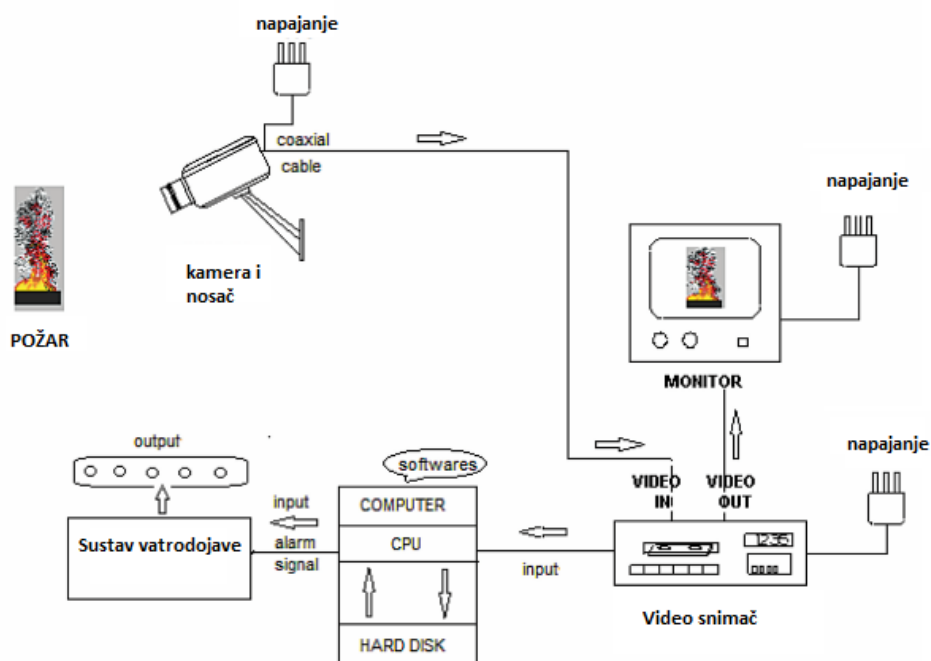 napajanje
coaxial
cable
napajanje
kamera i
nosač
POŽAR
MONITOR
output
softwares
napajanje
VIDEO
IN
VIDEO
OUT
input
COMPUTER
Sustav vatrodojave
alarm
signal
CPU
input
12:35
Video snimač
HARD DISK